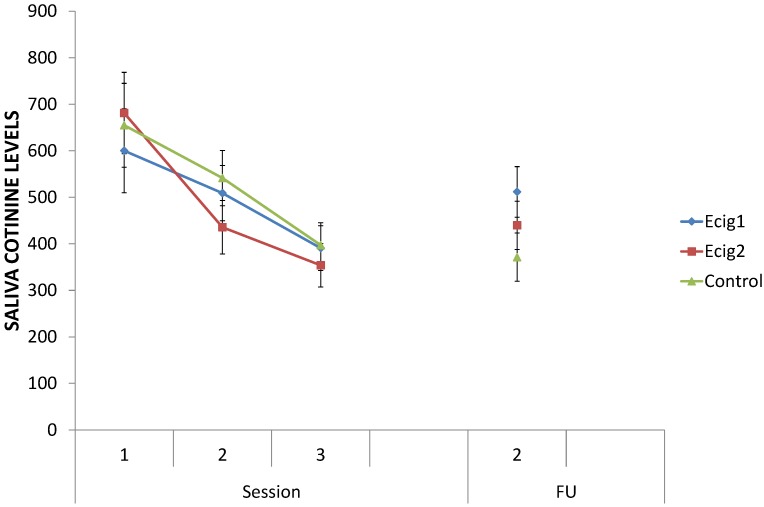 900
800
700
600
500
400
300
200
100
0
SALIVA COTININE LEVELS
1 2 3 2
Session FU
Ecig1
Ecig2
Control